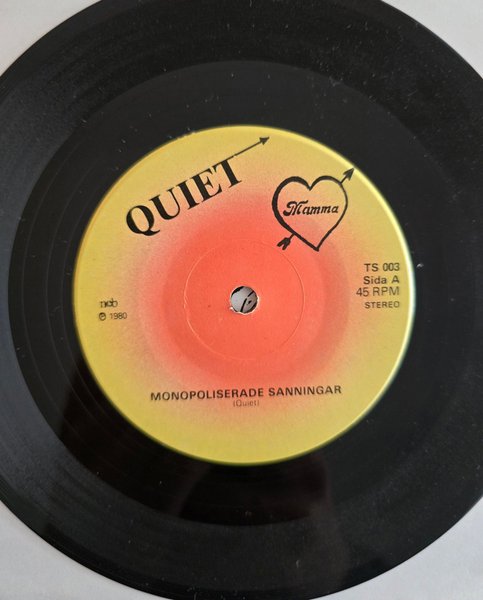 QUIET
Mamma
TS 003
Sida A
45 RPM
STEREO
ncb
℗ 1980
MONOPOLISERADE SANNINGAR
(Quiet)